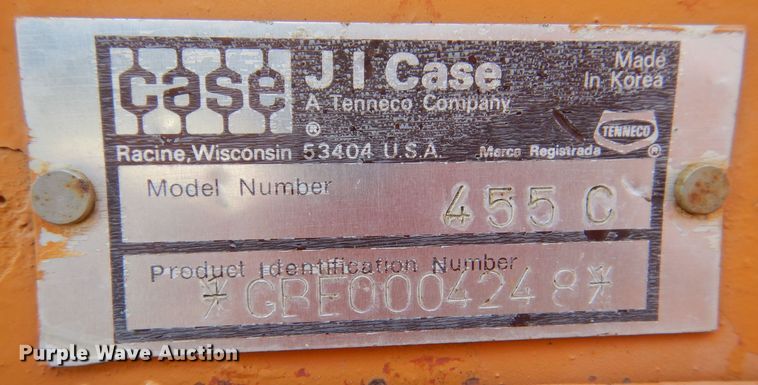 case
J I Case
A Tenneco Company
®
Made
In Korea
TENNECO
®
Racine, Wisconsin 53404 U.S.A.
Marca Registrada
Model Number
455 C
Product Identification Number
*GBE0004248*
Purple Wave Auction